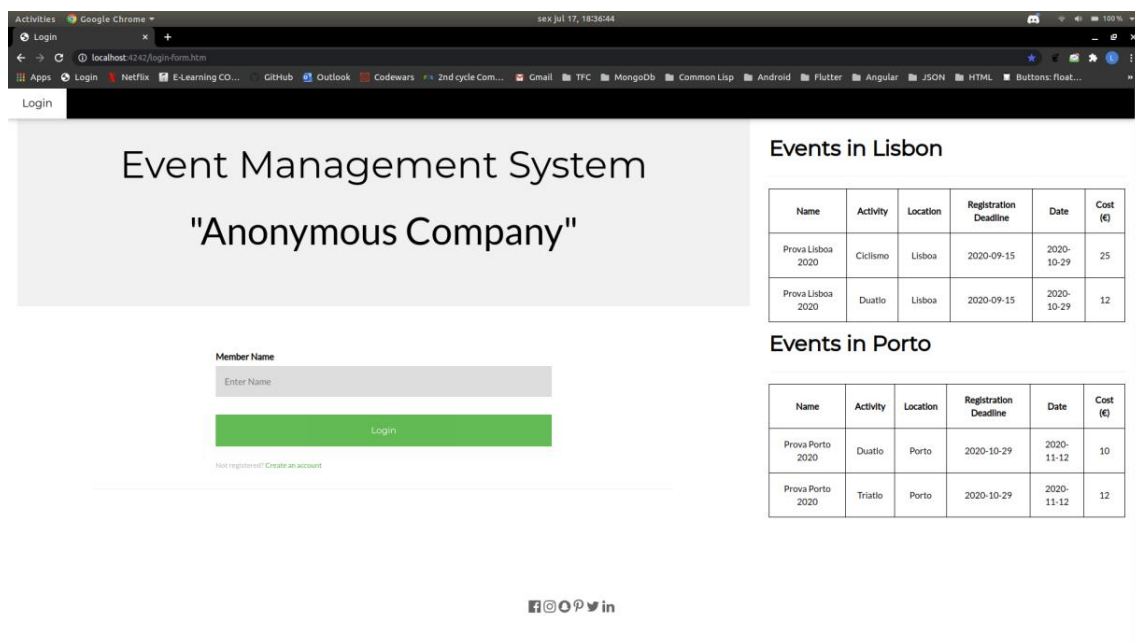 Activities Google Chrome sex jul 17, 18:36:44 100 %
Login
localhost:4242/login-form.htm
Apps Login Netflix E-Learning CO... GitHub Outlook Codewars 2nd cycle Com... Gmail TFC MongoDb Common Lisp Android Flutter Angular JSON HTML Buttons: float...
Login
Event Management System
"Anonymous Company"
Member Name
Enter Name
Login
Not registered? Create an account
Events in Lisbon
Name Activity Location Registration Deadline Date Cost (€)
Prova Lisboa 2020 Ciclismo Lisboa 2020-09-15 2020-10-29 25
Prova Lisboa 2020 Duatlo Lisboa 2020-09-15 2020-10-29 12
Events in Porto
Name Activity Location Registration Deadline Date Cost (€)
Prova Porto 2020 Duatlo Porto 2020-10-29 2020-11-12 10
Prova Porto 2020 Triatlo Porto 2020-10-29 2020-11-12 12